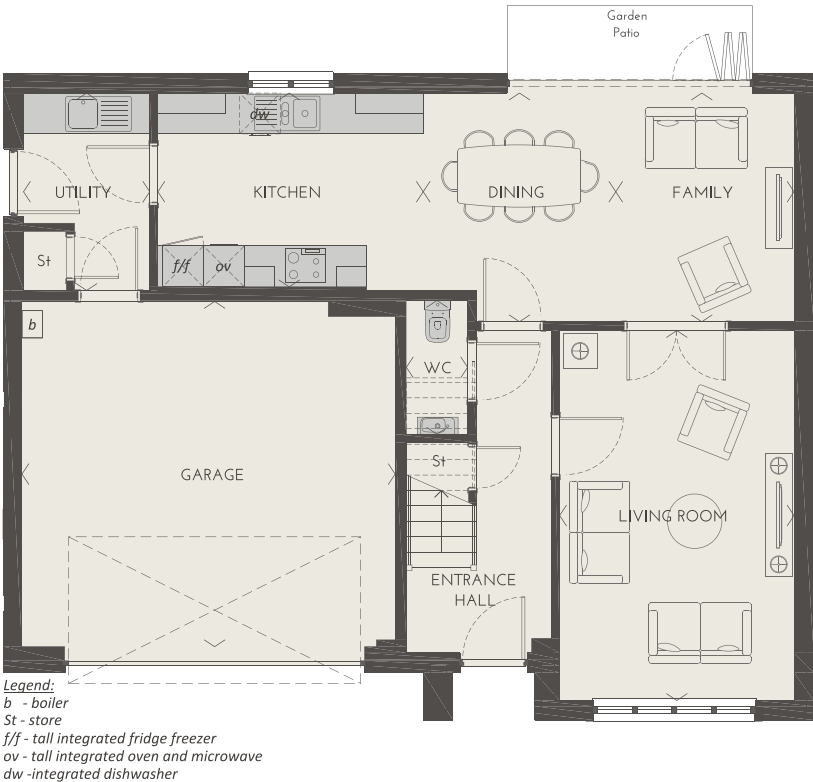 Garden
Patio
dw
UTILITY
KITCHEN
DINING
FAMILY
St
f/f
ov
b
WC
St
GARAGE
LIVING ROOM
ENTRANCE
HALL
Legend:
b - boiler
St - store
f/f - tall integrated fridge freezer
ov - tall integrated oven and microwave
dw -integrated dishwasher